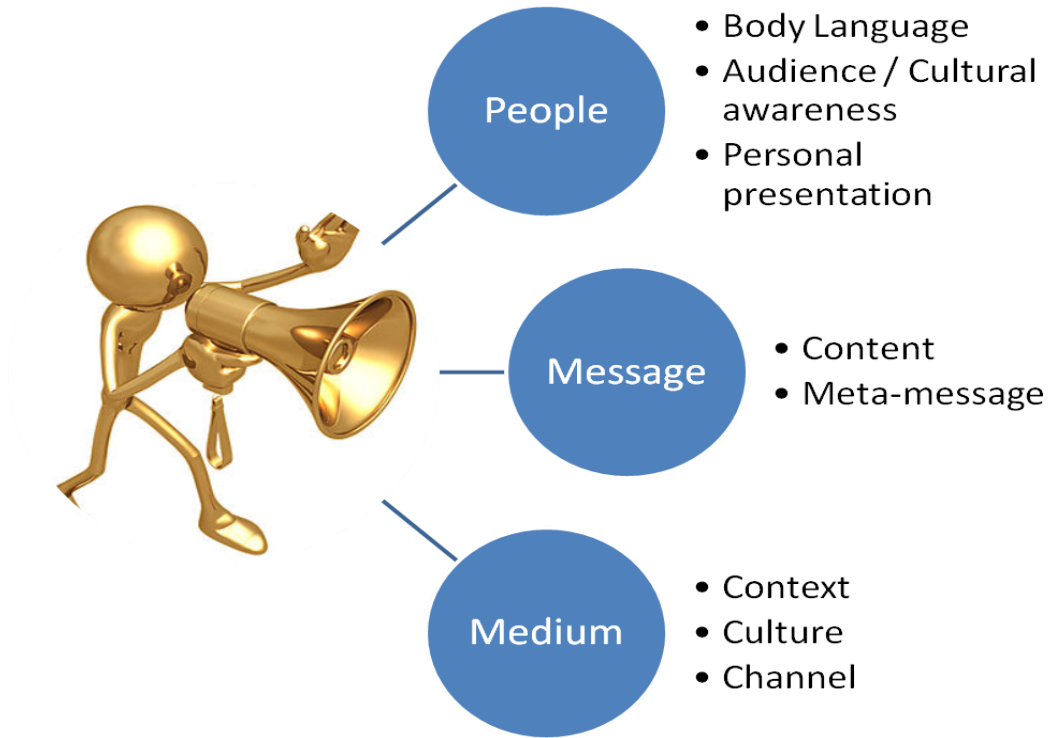 People
• Body Language
• Audience / Cultural
awareness
• Personal
presentation
Message
• Content
• Meta-message
Medium
• Context
• Culture
• Channel